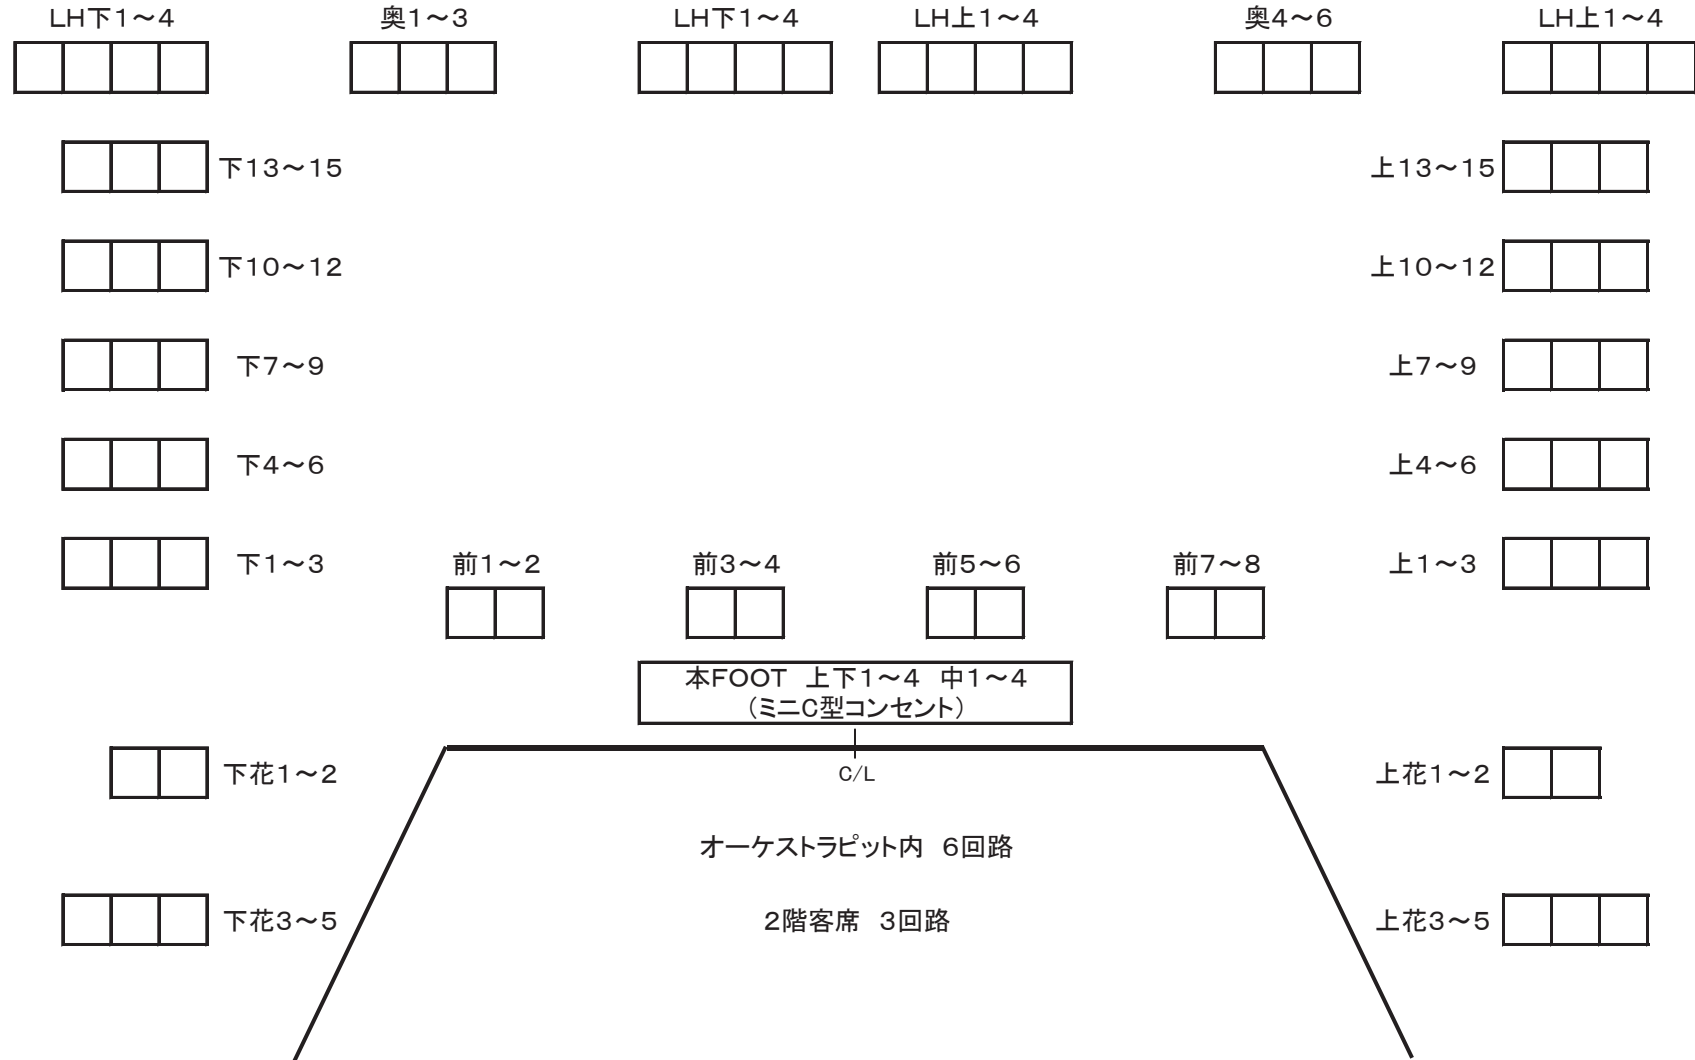 LH下1～4
奥1～3
LH下1～4
LH上1～4
奥4～6
LH上1～4
下13～15
上13～15
下10～12
上10～12
下7～9
上7～9
下4～6
上4～6
下1～3
前1～2
前3～4
前5～6
前7～8
上1～3
本FOOT　上下1～4　中1～4
（ミニC型コンセント）
下花1～2
C/L
上花1～2
オーケストラピット内　6回路
下花3～5
2階客席　3回路
上花3～5